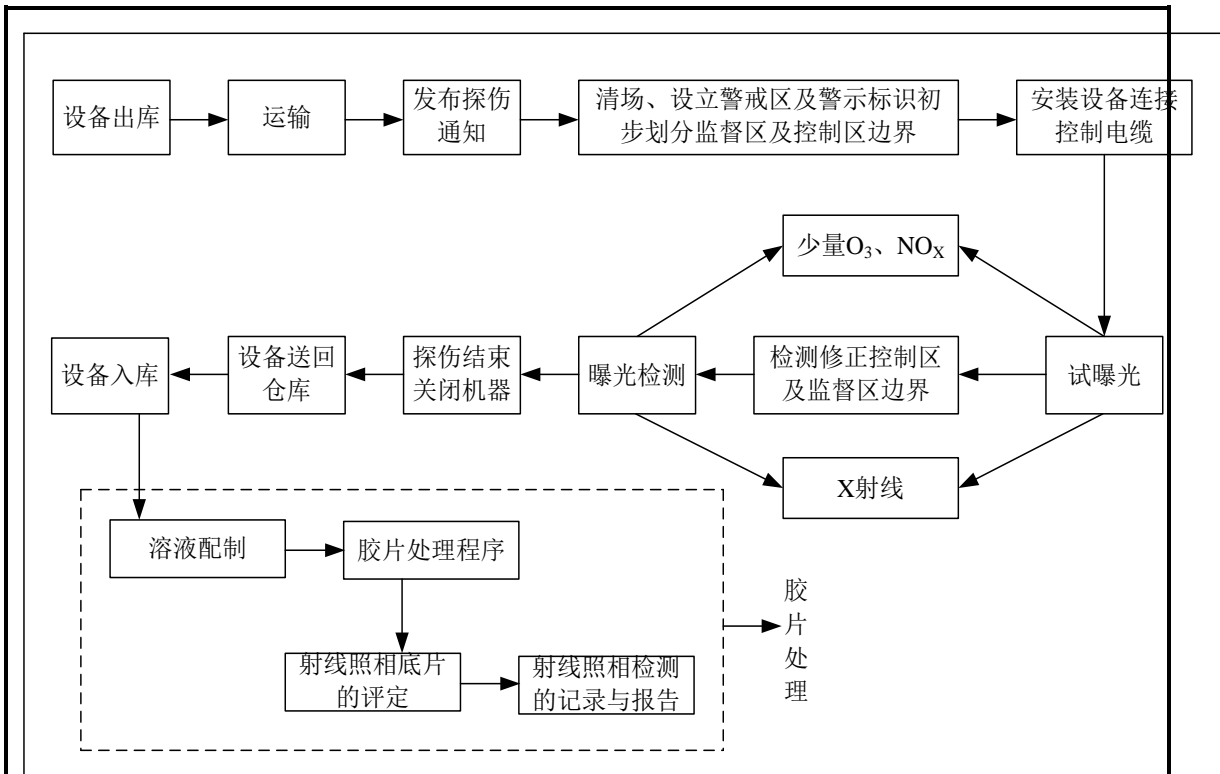 设备出库
运输
发布探伤
通知
清场、设立警戒区及警示标识初
步划分监督区及控制区边界
安装设备连接
控制电缆
少量O₃、NOₓ
设备入库
设备送回
仓库
探伤结束
关闭机器
曝光检测
检测修正控制区
及监督区边界
试曝光
X射线
溶液配制
胶片处理程序
射线照相底片
的评定
射线照相检测
的记录与报告
胶
片
处
理